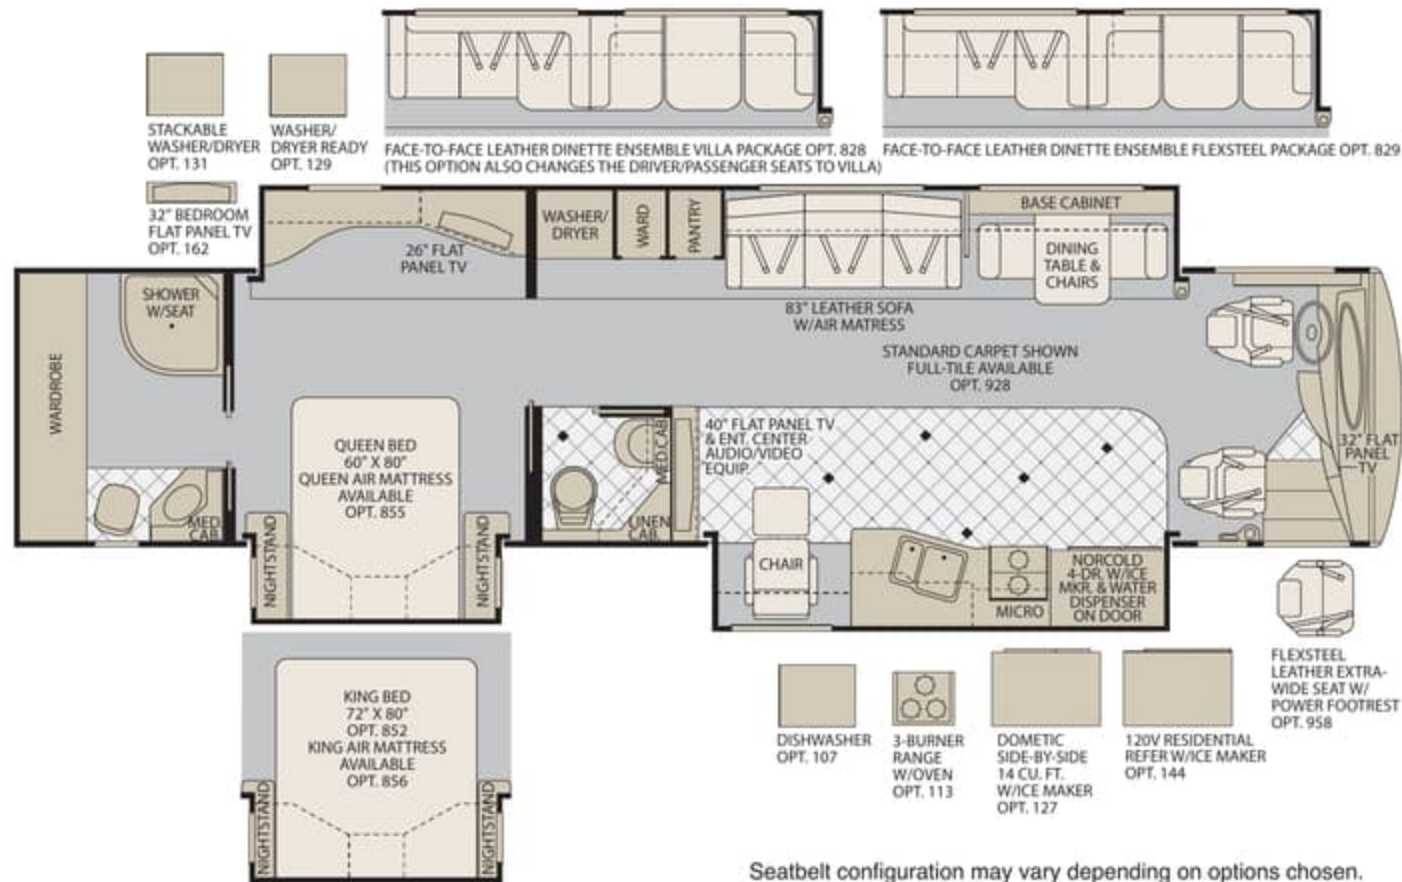 STACKABLE
WASHER/DRYER
OPT. 131
WASHER/
DRYER READY
OPT. 129
FACE-TO-FACE LEATHER DINETTE ENSEMBLE VILLA PACKAGE OPT. 828
(THIS OPTION ALSO CHANGES THE DRIVER/PASSENGER SEATS TO VILLA)
FACE-TO-FACE LEATHER DINETTE ENSEMBLE FLEXSTEEL PACKAGE OPT. 829
32" BEDROOM
FLAT PANEL TV
OPT. 162
26" FLAT
PANEL TV
WASHER/
DRYER
WARD
PANTRY
BASE CABINET
DINING
TABLE &
CHAIRS
83" LEATHER SOFA
W/AIR MATRESS
SHOWER
W/SEAT
WARDROBE
STANDARD CARPET SHOWN
FULL-TILE AVAILABLE
OPT. 928
QUEEN BED
60" X 80"
QUEEN AIR MATTRESS
AVAILABLE
OPT. 855
NIGHTSTAND
NIGHTSTAND
MED
CAB.
MED.CAB.
LINEN
CAB.
40" FLAT PANEL TV
& ENT. CENTER
AUDIO/VIDEO
EQUIP.
32" FLAT
PANEL
TV
CHAIR
MICRO
NORCOLD
4-DR. W/ICE
MKR. & WATER
DISPENSER
ON DOOR
KING BED
72" X 80"
OPT. 852
KING AIR MATTRESS
AVAILABLE
OPT. 856
NIGHTSTAND
NIGHTSTAND
DISHWASHER
OPT. 107
3-BURNER
RANGE
W/OVEN
OPT. 113
DOMETIC
SIDE-BY-SIDE
14 CU. FT.
W/ICE MAKER
OPT. 127
120V RESIDENTIAL
REFER W/ICE MAKER
OPT. 144
FLEXSTEEL
LEATHER EXTRA-
WIDE SEAT W/
POWER FOOTREST
OPT. 958
Seatbelt configuration may vary depending on options chosen.